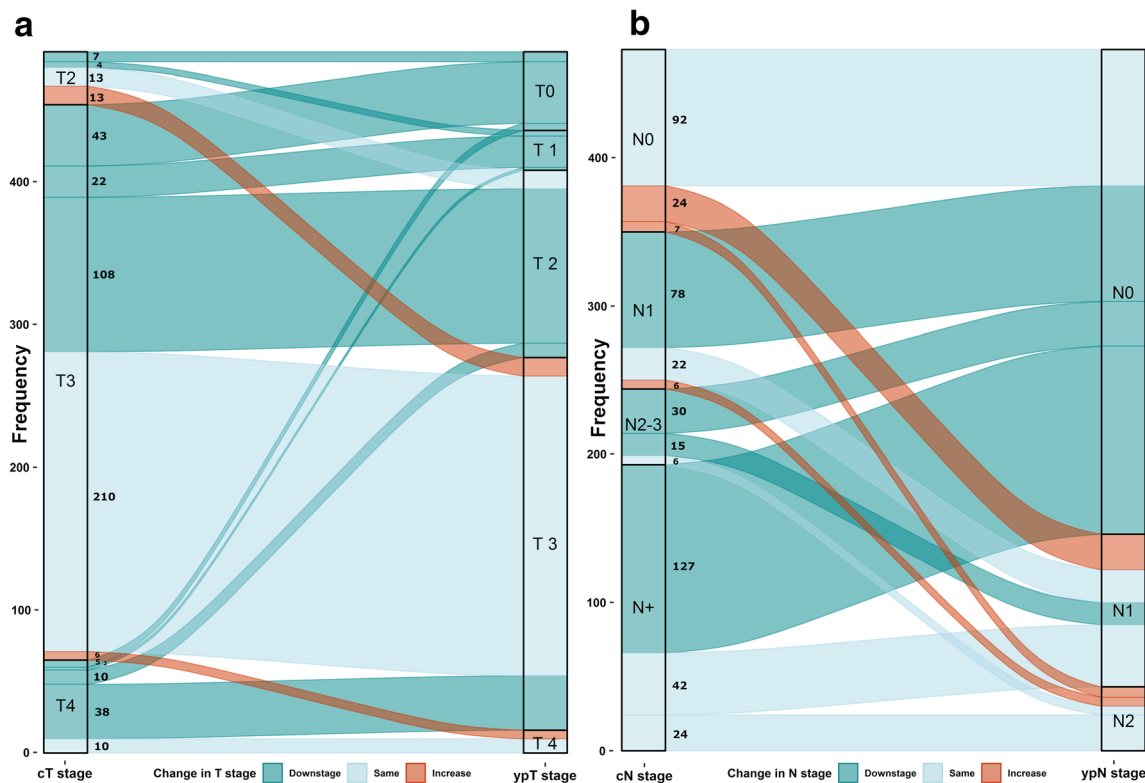 a
Frequency
400
300
200
100
0
T2
T3
T4
7
4
13
13
43
22
108
210
6
5 2
10
38
10
T0
T 1
T 2
T 3
T 4
cT stage
Change in T stage Downstage Same Increase
ypT stage
b
Frequency
400
300
200
100
0
N0
N1
N2-3
N+
92
24
7
78
22
6
30
15
6
127
42
24
N0
N1
N2
cN stage
Change in N stage Downstage Same Increase
ypN stage